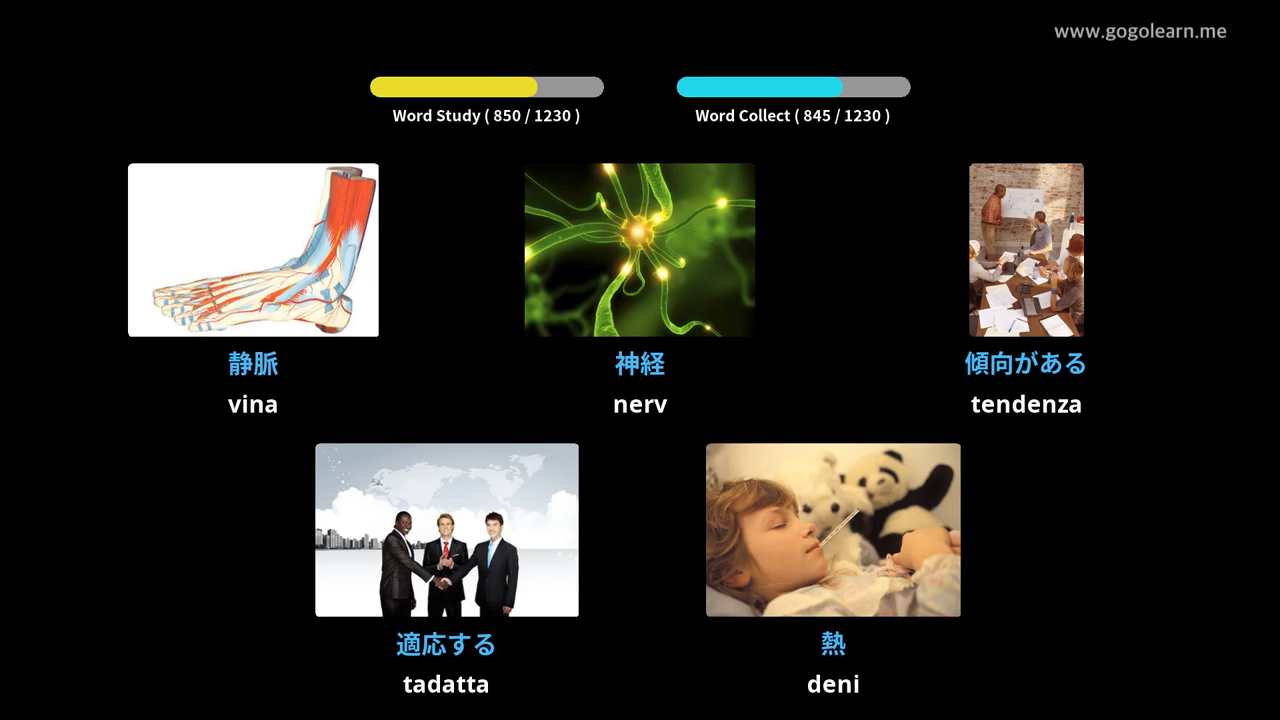 www.gogolearn.me
Word Study ( 850 / 1230 )
Word Collect ( 845 / 1230 )
静脈
vina
神経
nerv
傾向がある
tendenza
適応する
tadatta
熱
deni